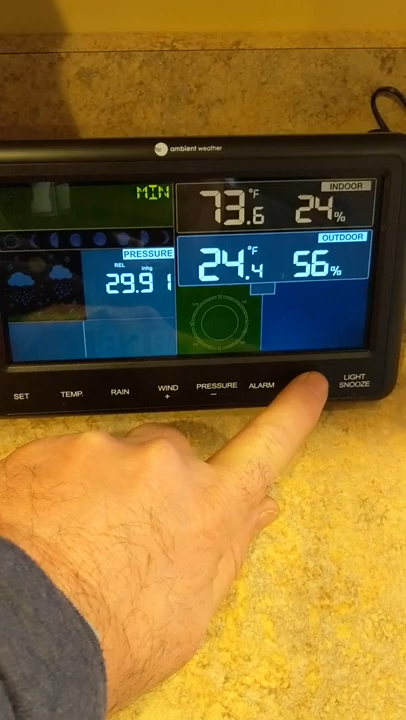 ambient weather
MIN
INDOOR
73.6 °F 24%
OUTDOOR
24.4 °F 56%
PRESSURE
REL inhg
29.91
SET TEMP. RAIN WIND + PRESSURE − ALARM LIGHT SNOOZE